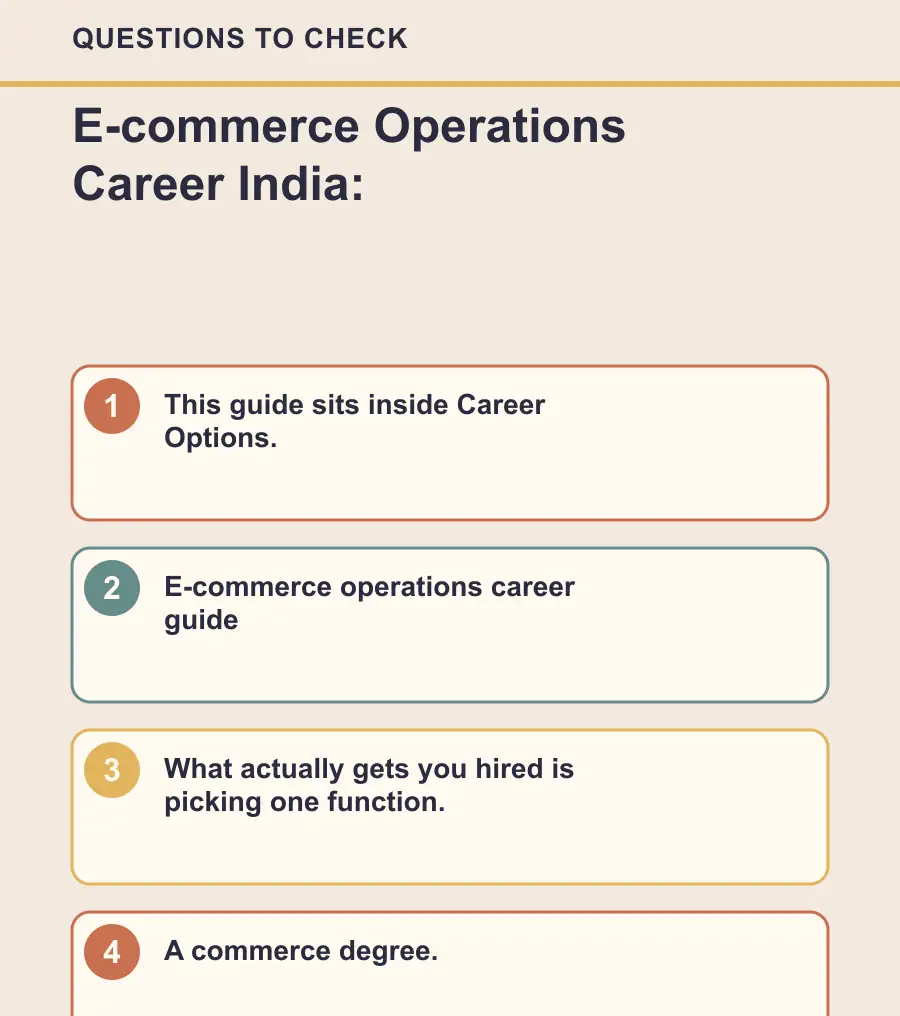 QUESTIONS TO CHECK
E-commerce Operations
Career India:
1
This guide sits inside Career
Options.
2
E-commerce operations career
guide
3
What actually gets you hired is
picking one function.
4
A commerce degree.